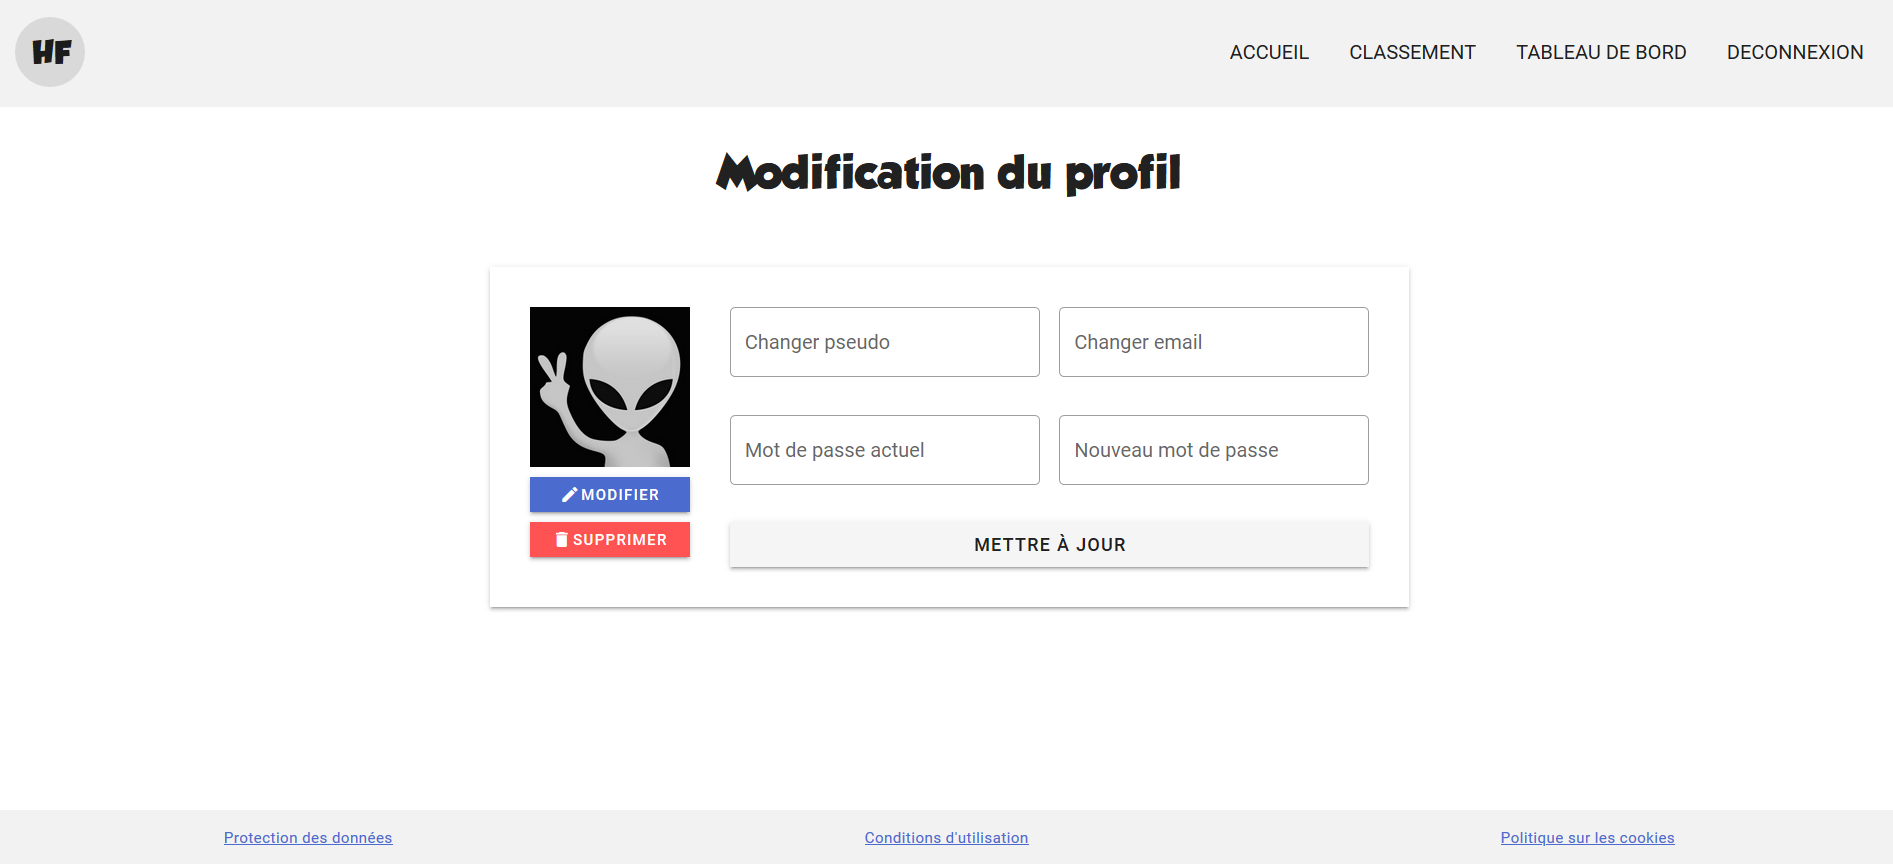 HF
ACCUEIL CLASSEMENT TABLEAU DE BORD DECONNEXION
Modification du profil
Changer pseudo Changer email
Mot de passe actuel Nouveau mot de passe
MODIFIER
SUPPRIMER
METTRE À JOUR
Protection des données Conditions d'utilisation Politique sur les cookies